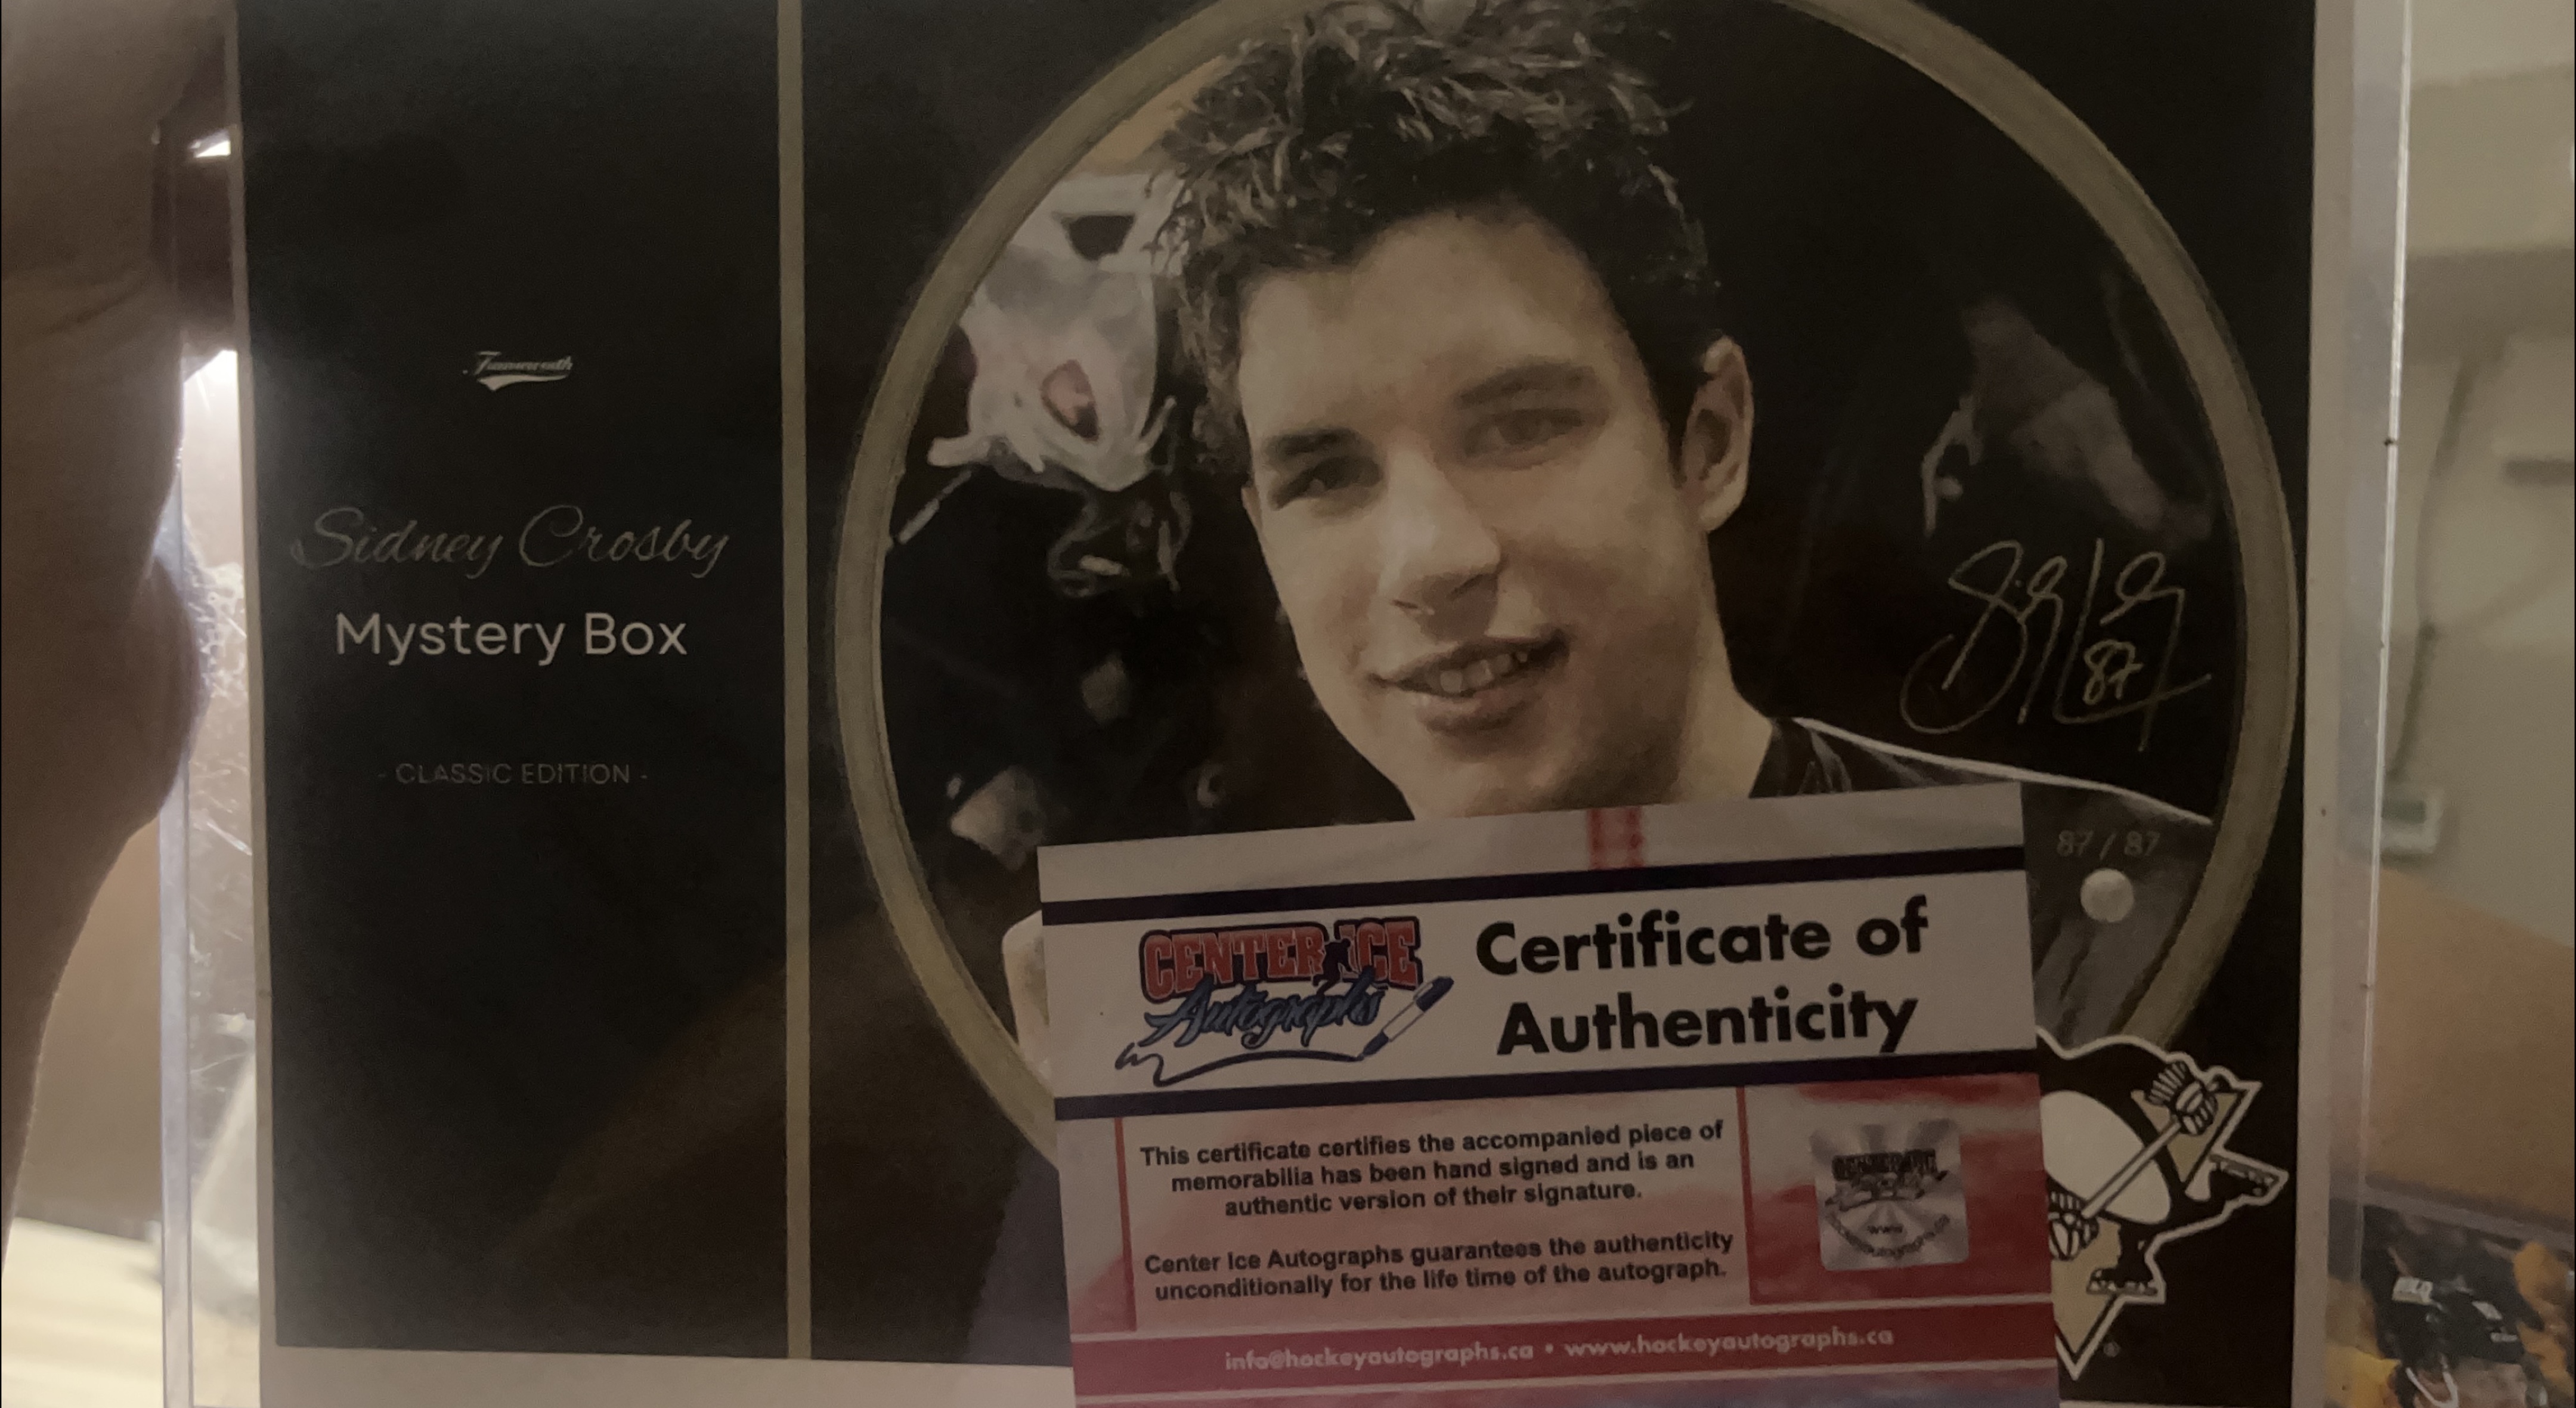 Sidney Crosby
Mystery Box
- CLASSIC EDITION -
87
87 / 87
CENTER ICE
Autographs
Certificate of
Authenticity
This certificate certifies the accompanied piece of
memorabilia has been hand signed and is an
authentic version of their signature.
Center Ice Autographs guarantees the authenticity
unconditionally for the life time of the autograph.
info@hockeyautographs.ca • www.hockeyautographs.ca